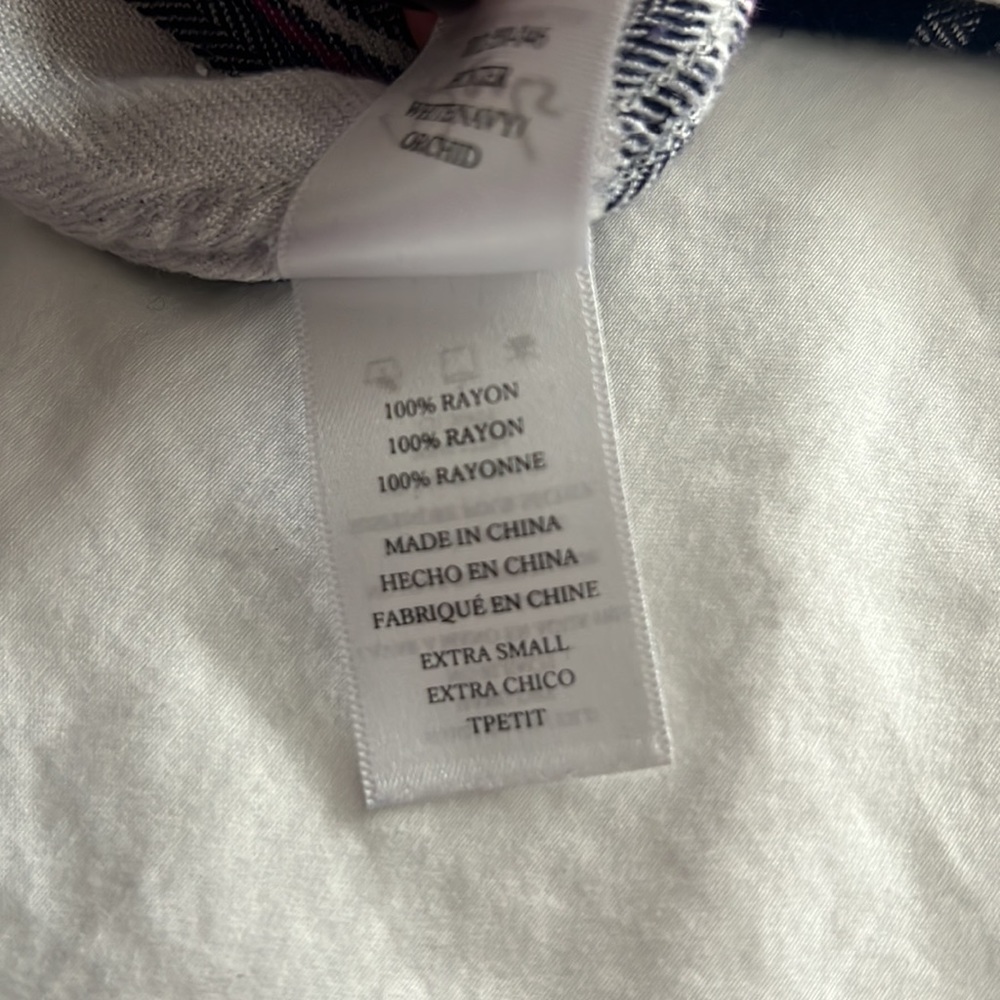 ORCHID
100% RAYON
100% RAYON
100% RAYONNE
MADE IN CHINA
HECHO EN CHINA
FABRIQUÉ EN CHINE
EXTRA SMALL
EXTRA CHICO
TPETIT